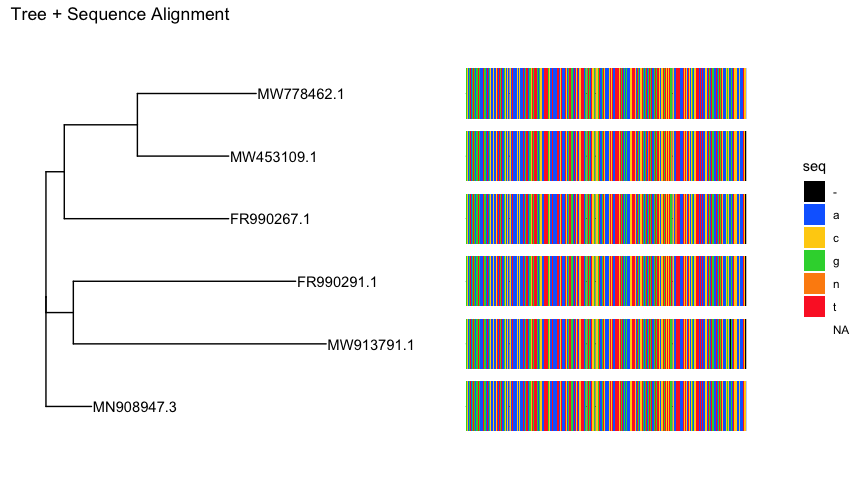 Tree + Sequence Alignment
MW778462.1
MW453109.1
FR990267.1
FR990291.1
MW913791.1
MN908947.3
seq
-
a
c
g
n
t
NA